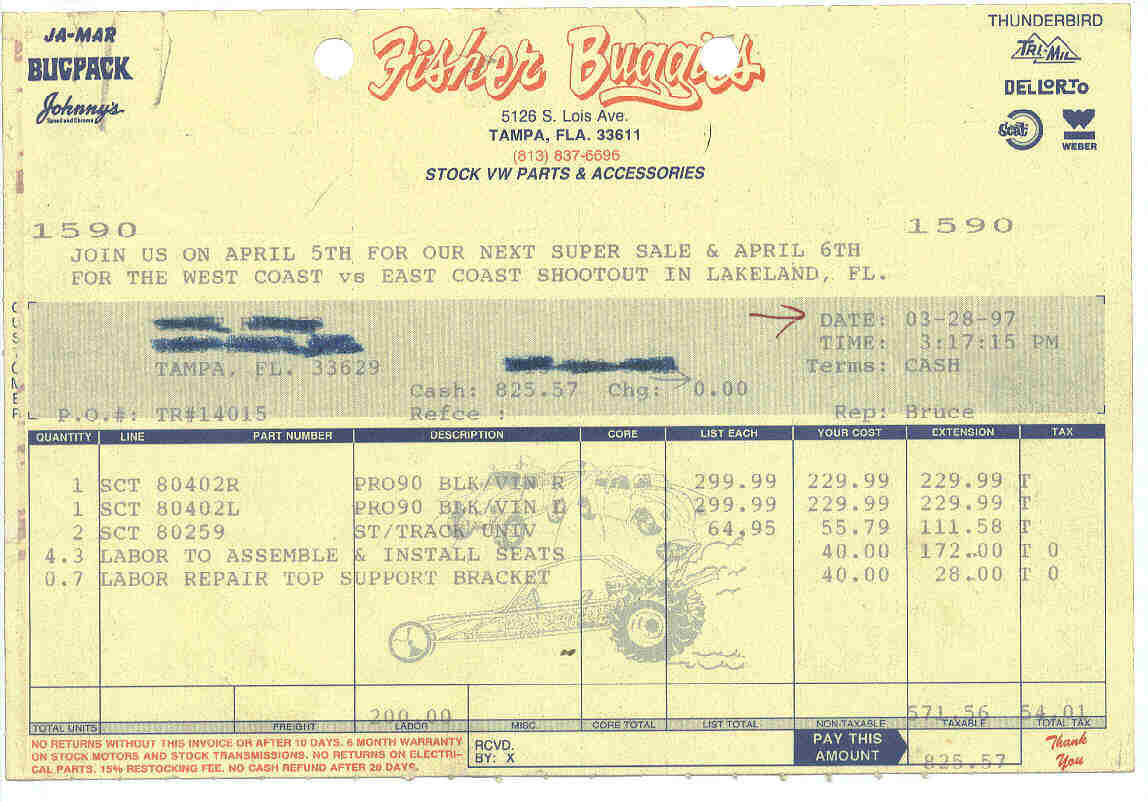 JA-MAR
BUGPACK
Johnny's
Speed and Chrome
Fisher Buggies
5126 S. Lois Ave.
TAMPA, FLA. 33611
(813) 837-6696
STOCK VW PARTS & ACCESSORIES
THUNDERBIRD
TRI-MIL
DELLORTO
Scat
WEBER
1590 1590
JOIN US ON APRIL 5TH FOR OUR NEXT SUPER SALE & APRIL 6TH
FOR THE WEST COAST vs EAST COAST SHOOTOUT IN LAKELAND, FL.
CUSTOMER
DATE: 03-28-97
TIME: 3:17:15 PM
TAMPA, FL. 33629 Terms: CASH
Cash: 825.57 Chg: 0.00
P.O.#: TR#14015 Refce : Rep: Bruce
QUANTITY LINE PART NUMBER DESCRIPTION CORE LIST EACH YOUR COST EXTENSION TAX
1 SCT 80402R PRO90 BLK/VIN R 299.99 229.99 229.99 T
1 SCT 80402L PRO90 BLK/VIN L 299.99 229.99 229.99 T
2 SCT 80259 ST/TRACK UNIV 64.95 55.79 111.58 T
4.3 LABOR TO ASSEMBLE & INSTALL SEATS 40.00 172.00 T 0
0.7 LABOR REPAIR TOP SUPPORT BRACKET 40.00 28.00 T 0
200.00 571.56 54.01
TOTAL UNITS FREIGHT LABOR MISC. CORE TOTAL LIST TOTAL NON-TAXABLE TAXABLE TOTAL TAX
NO RETURNS WITHOUT THIS INVOICE OR AFTER 10 DAYS. 6 MONTH WARRANTY
ON STOCK MOTORS AND STOCK TRANSMISSIONS. NO RETURNS ON ELECTRI-
CAL PARTS. 15% RESTOCKING FEE. NO CASH REFUND AFTER 20 DAYS.
RCVD.
BY: X
PAY THIS
AMOUNT
825.57
Thank
You